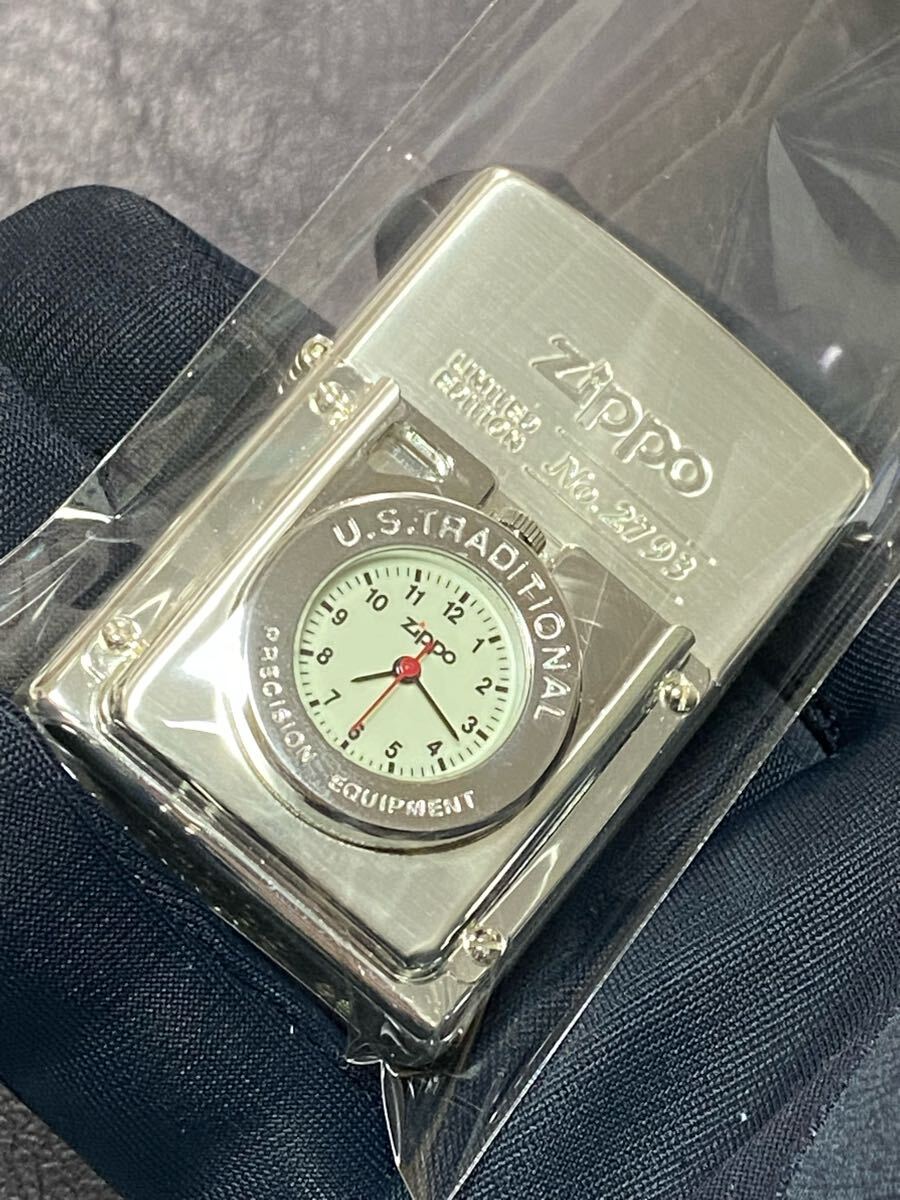 Zippo
LIMITED
EDITION
No. 2793
U.S.TRADITIONAL
PRECISION EQUIPMENT
zippo
12
1
2
3
4
5
6
7
8
9
10
11